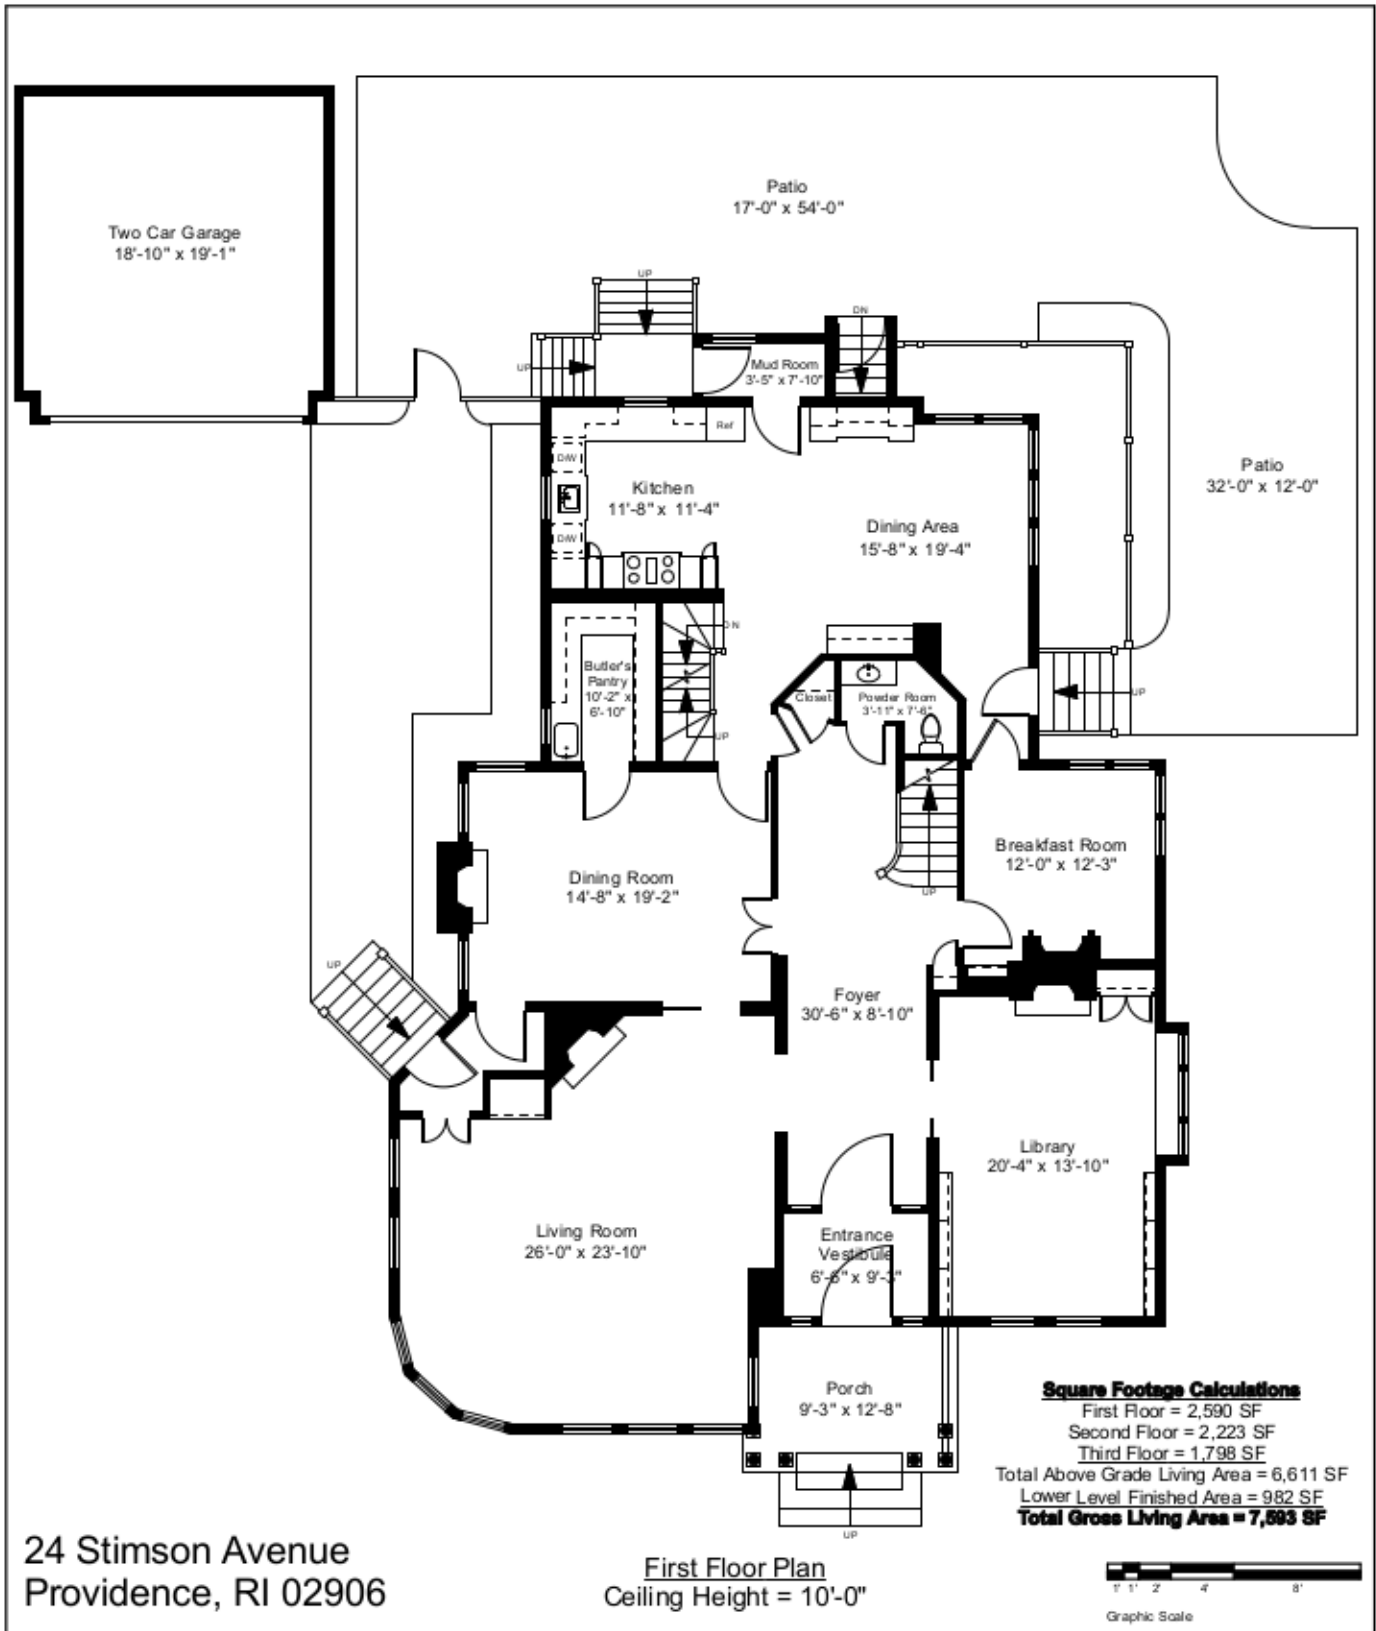 Patio
17'-0" x 54'-0"
Two Car Garage
18'-10" x 19'-1"
UP
DN
UP
Mud Room
3'-5" x 7'-10"
Ref
D/W
Kitchen
11'-8" x 11'-4"
D/W
Dining Area
15'-8" x 19'-4"
Patio
32'-0" x 12'-0"
DN
Butler's
Pantry
10'-2" x
6'-10"
UP
Closet
Powder Room
3'-11" x 7'-6"
UP
Breakfast Room
12'-0" x 12'-3"
Dining Room
14'-8" x 19'-2"
UP
UP
Foyer
30'-6" x 8'-10"
Library
20'-4" x 13'-10"
Living Room
26'-0" x 23'-10"
Entrance
Vestibule
6'-6" x 9'-3"
Porch
9'-3" x 12'-8"
UP
Square Footage Calculations
First Floor = 2,590 SF
Second Floor = 2,223 SF
Third Floor = 1,798 SF
Total Above Grade Living Area = 6,611 SF
Lower Level Finished Area = 982 SF
Total Gross Living Area = 7,593 SF
24 Stimson Avenue
Providence, RI 02906
First Floor Plan
Ceiling Height = 10'-0"
1' 1' 2' 4' 8'
Graphic Scale